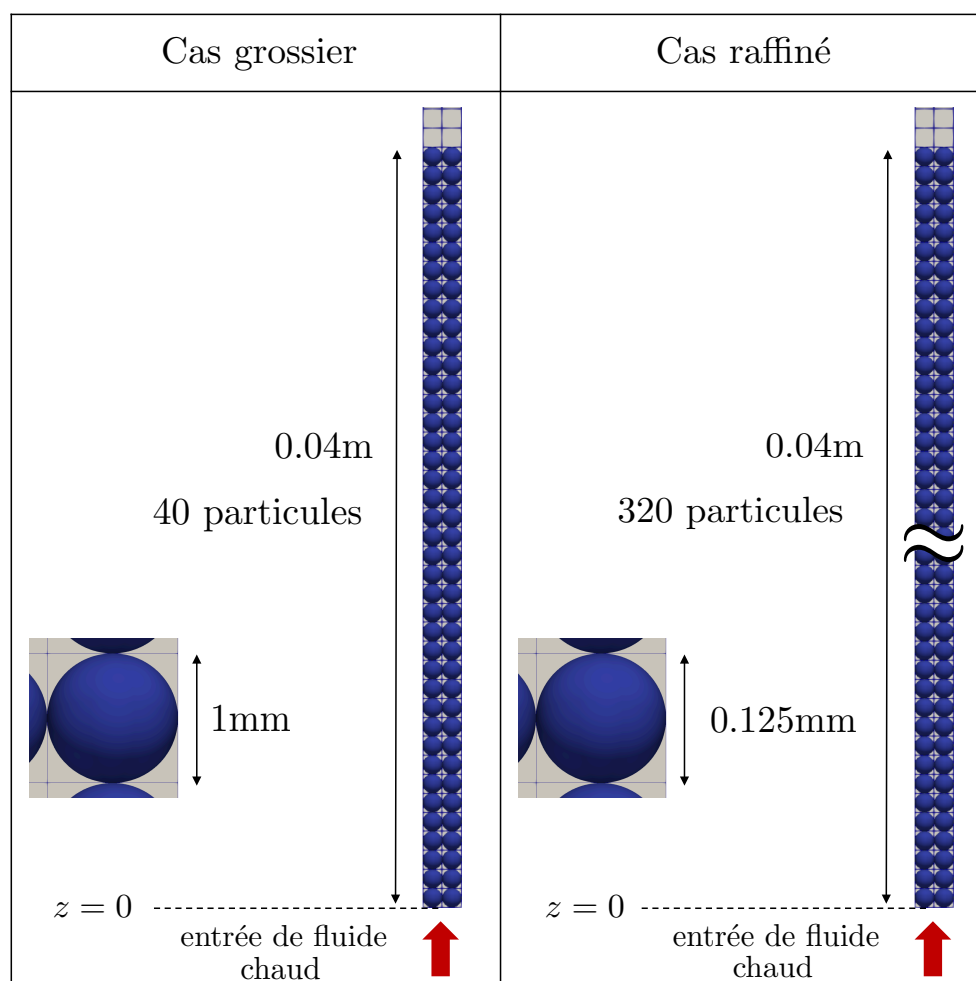 Cas grossier
Cas raffiné
0.04m
40 particules
1mm
z = 0
entrée de fluide
chaud
0.04m
320 particules
≈
0.125mm
z = 0
entrée de fluide
chaud